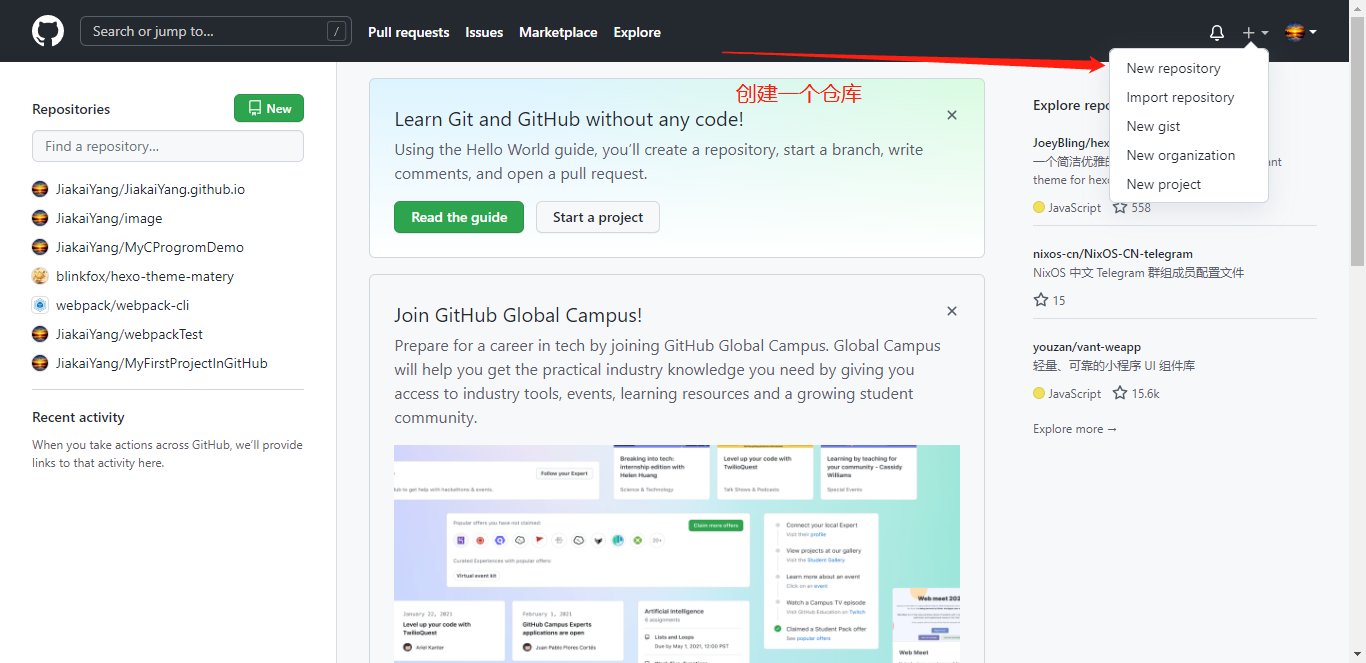 Search or jump to...
/
Pull requests
Issues
Marketplace
Explore
New repository
Import repository
New gist
New organization
New project
创建一个仓库
Repositories
New
Find a repository...
JiakaiYang/JiakaiYang.github.io
JiakaiYang/image
JiakaiYang/MyCProgromDemo
blinkfox/hexo-theme-matery
webpack/webpack-cli
JiakaiYang/webpackTest
JiakaiYang/MyFirstProjectInGitHub
Recent activity
When you take actions across GitHub, we'll provide
links to that activity here.
Learn Git and GitHub without any code!
Using the Hello World guide, you'll create a repository, start a branch, write
comments, and open a pull request.
Read the guide
Start a project
Join GitHub Global Campus!
Prepare for a career in tech by joining GitHub Global Campus. Global Campus
will help you get the practical industry knowledge you need by giving you
access to industry tools, events, learning resources and a growing student
community.
Follow your Expert
Hub to get help with hackathons & events.
Breaking into tech:
internship edition with
Helen Huang
Science & Technology
Level up your code with
TwilioQuest
Talk Shows & Podcasts
Learning by teaching for
your community - Cassidy
Williams
Special Events
Popular offers you have not claimed:
Claim more offers
20+
Curated Experiences with popular offers:
Virtual event kit
Connect your local Expert
Visit their profile
View projects at our gallery
Visit the Student Gallery
Learn more about an event
Click on an event
Watch a Campus TV episode
Visit GitHub Education on Twitch
Claimed a Student Pack offer
See popular offers
January 22, 2021
Level up your code with
TwilioQuest
Ariel Kanter
February 1, 2021
GitHub Campus Experts
applications are open
Juan Pablo Flores Cortés
Artificial Intelligence
6 assignments
Lists and Loops
Due by May 1, 2021, 12:00 PST
Web meet 202
Web Meet
Explore repo
JoeyBling/hex
一个简洁优雅的
ant
theme for hexo
JavaScript
558
nixos-cn/NixOS-CN-telegram
NixOS 中文 Telegram 群组成员配置文件
15
youzan/vant-weapp
轻量、可靠的小程序 UI 组件库
JavaScript
15.6k
Explore more →